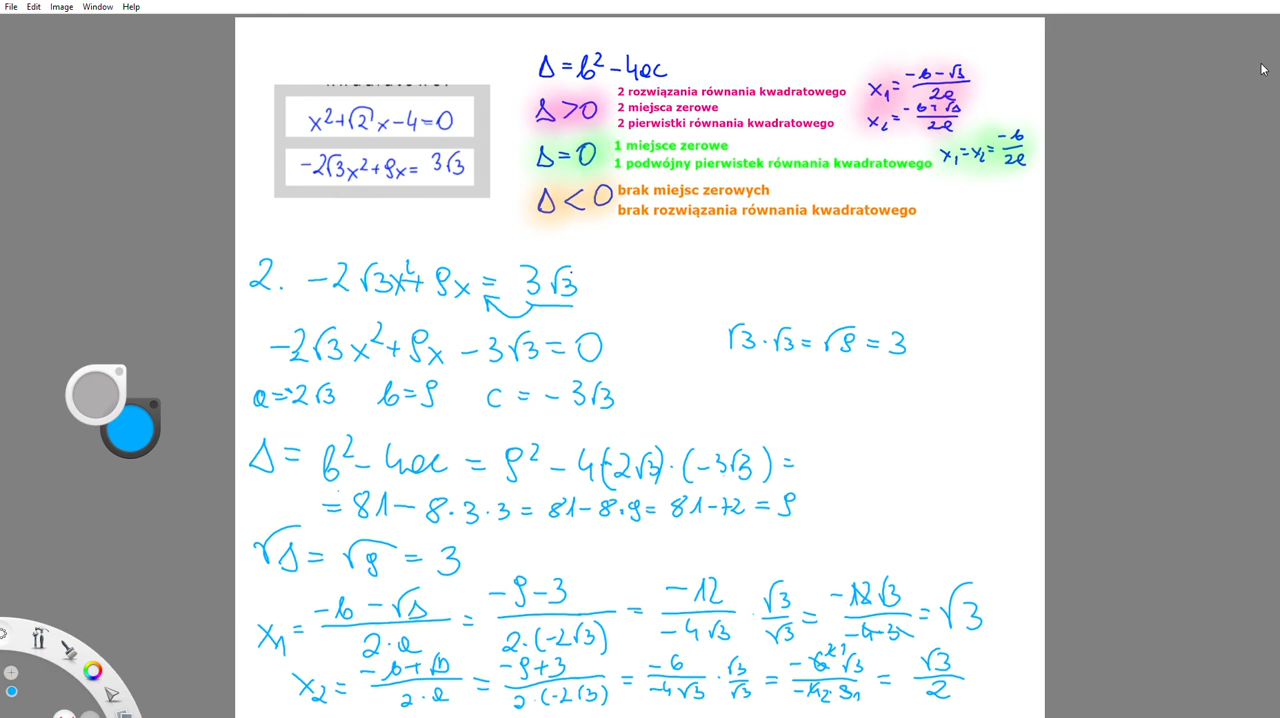 File Edit Image Window Help
Δ = b² - 4ac
x² + √2 x - 4 = 0
-2√3x² + 9x = 3√3
Δ > 0
2 rozwiązania równania kwadratowego
2 miejsca zerowe
2 pierwistki równania kwadratowego
x₁ = (-b - √Δ)/2a
x₂ = (-b + √Δ)/2a
Δ = 0
1 miejsce zerowe
1 podwójny pierwistek równania kwadratowego
x₁ = x₂ = -b/2a
Δ < 0
brak miejsc zerowych
brak rozwiązania równania kwadratowego
2. -2√3x² + 9x = 3√3
-2√3x² + 9x - 3√3 = 0
√3 · √3 = √9 = 3
a = -2√3 b = 9 c = -3√3
Δ = b² - 4ac = 9² - 4(-2√3) · (-3√3) =
= 81 - 8 · 3 · 3 = 81 - 8 · 9 = 81 - 72 = 9
√Δ = √9 = 3
x₁ = (-b - √Δ)/(2 · a) = (-9 - 3)/(2 · (-2√3)) = -12/(-4√3) · √3/√3 = -12√3/(-4 · 3) = √3
x₂ = (-b + √Δ)/(2 · a) = (-9 + 3)/(2 · (-2√3)) = -6/(-4√3) · √3/√3 = -6√3/(-4 · 3) = √3/2